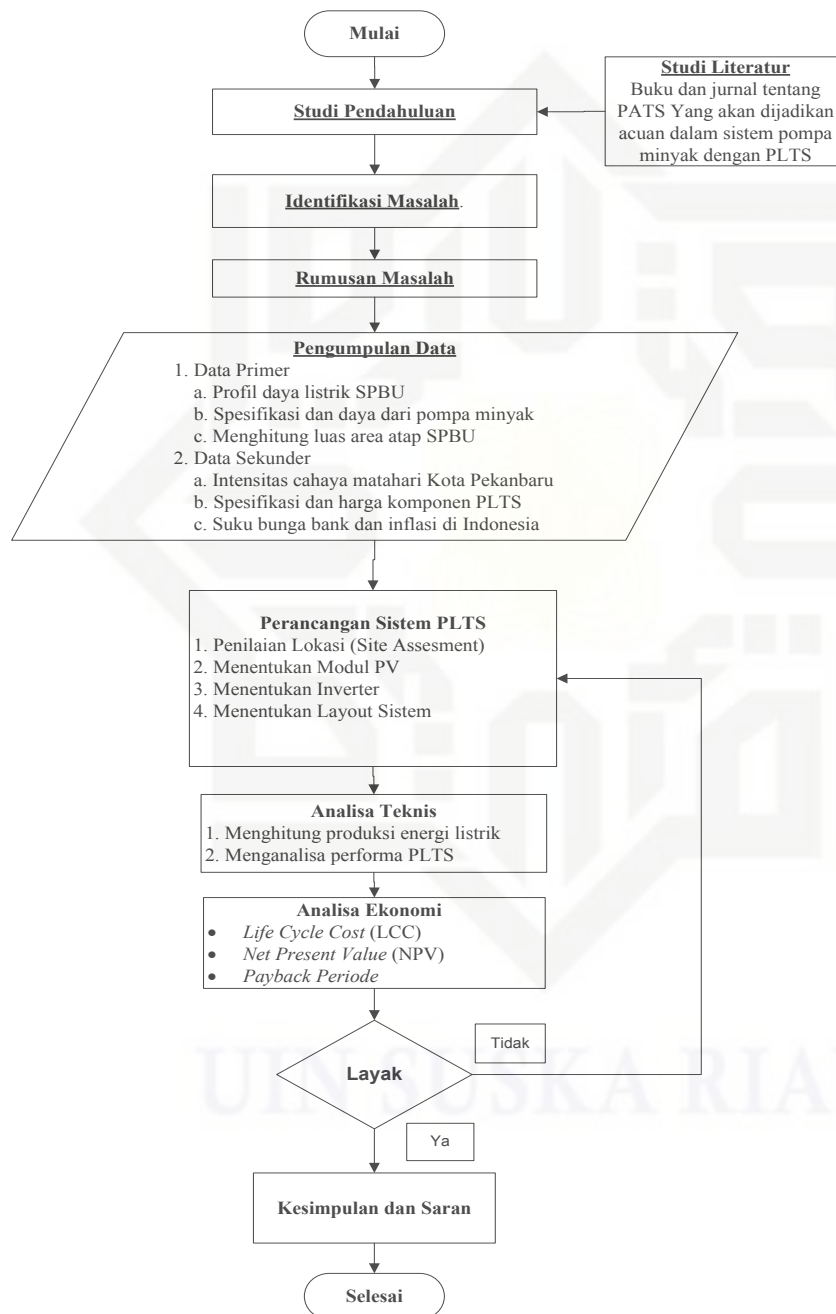 Mulai
Studi Pendahuluan
Studi Literatur
Buku dan jurnal tentang
PATS Yang akan dijadikan
acuan dalam sistem pompa
minyak dengan PLTS
Identifikasi Masalah.
Rumusan Masalah
Pengumpulan Data
1. Data Primer
a. Profil daya listrik SPBU
b. Spesifikasi dan daya dari pompa minyak
c. Menghitung luas area atap SPBU
2. Data Sekunder
a. Intensitas cahaya matahari Kota Pekanbaru
b. Spesifikasi dan harga komponen PLTS
c. Suku bunga bank dan inflasi di Indonesia
Perancangan Sistem PLTS
1. Penilaian Lokasi (Site Assesment)
2. Menentukan Modul PV
3. Menentukan Inverter
4. Menentukan Layout Sistem
Analisa Teknis
1. Menghitung produksi energi listrik
2. Menganalisa performa PLTS
Analisa Ekonomi
• Life Cycle Cost (LCC)
• Net Present Value (NPV)
• Payback Periode
Tidak
Layak
UIN SUSKA RIA
Ya
Kesimpulan dan Saran
Selesai